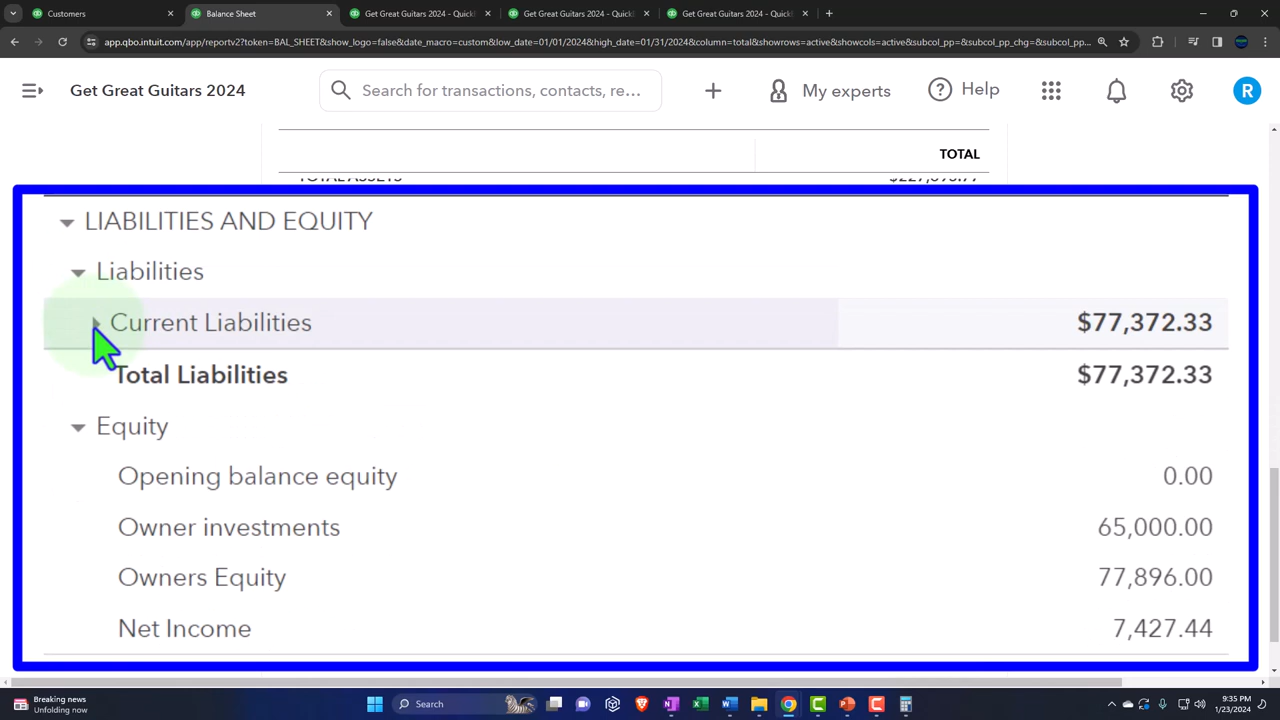 Customers
Balance Sheet
Get Great Guitars 2024 - QuickB
Get Great Guitars 2024 - QuickB
Get Great Guitars 2024 - QuickB
app.qbo.intuit.com/app/reportv2?token=BAL_SHEET&show_logo=false&date_macro=custom&low_date=01/01/2024&high_date=01/31/2024&column=total&showrows=active&showcols=active&subcol_pp=&subcol_pp_chg=&subcol_pp...
Get Great Guitars 2024
Search for transactions, contacts, re...
My experts
Help
R
TOTAL
TOTAL ASSETS
LIABILITIES AND EQUITY
Liabilities
Current Liabilities $77,372.33
Total Liabilities $77,372.33
Equity
Opening balance equity 0.00
Owner investments 65,000.00
Owners Equity 77,896.00
Net Income 7,427.44
Breaking news
Unfolding now
Search
9:35 PM
1/23/2024